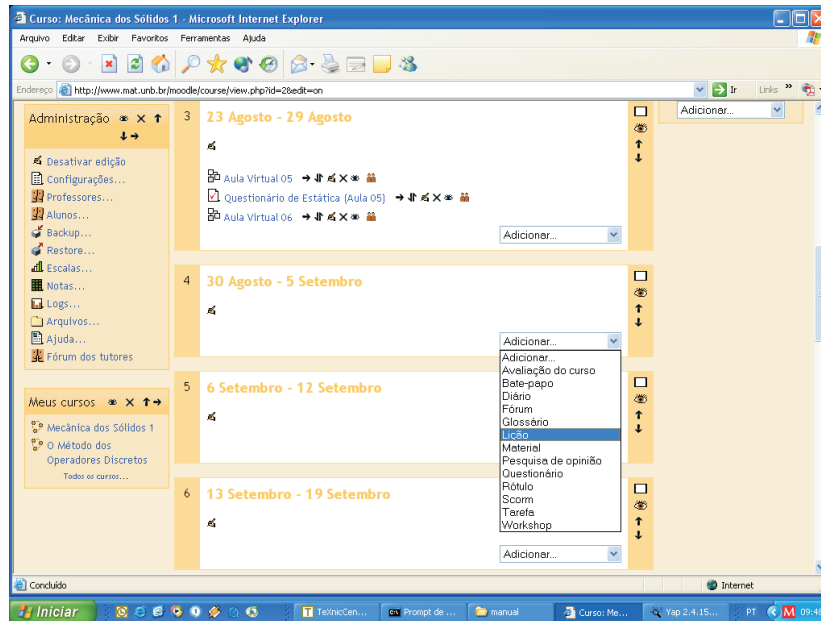 Curso: Mecânica dos Sólidos 1 - Microsoft Internet Explorer
Arquivo Editar Exibir Favoritos Ferramentas Ajuda
Endereço http://www.mat.unb.br/moodle/course/view.php?id=2&edit=on Ir Links »
Administração
Desativar edição
Configurações...
Professores...
Alunos...
Backup...
Restore...
Escalas...
Notas...
Logs...
Arquivos...
Ajuda...
Fórum dos tutores
Meus cursos
Mecânica dos Sólidos 1
O Método dos
Operadores Discretos
Todos os cursos...
3 23 Agosto - 29 Agosto
Aula Virtual 05
Questionário de Estática (Aula 05)
Aula Virtual 06
Adicionar...
4 30 Agosto - 5 Setembro
Adicionar...
Adicionar...
Avaliação do curso
Bate-papo
Diário
Fórum
Glossário
Lição
Material
Pesquisa de opinião
Questionário
Rótulo
Scorm
Tarefa
Workshop
5 6 Setembro - 12 Setembro
6 13 Setembro - 19 Setembro
Adicionar...
Adicionar...
Concluído Internet
Iniciar TeXnicCen... Prompt de ... manual Curso: Me... Yap 2.4.15... PT 09:48